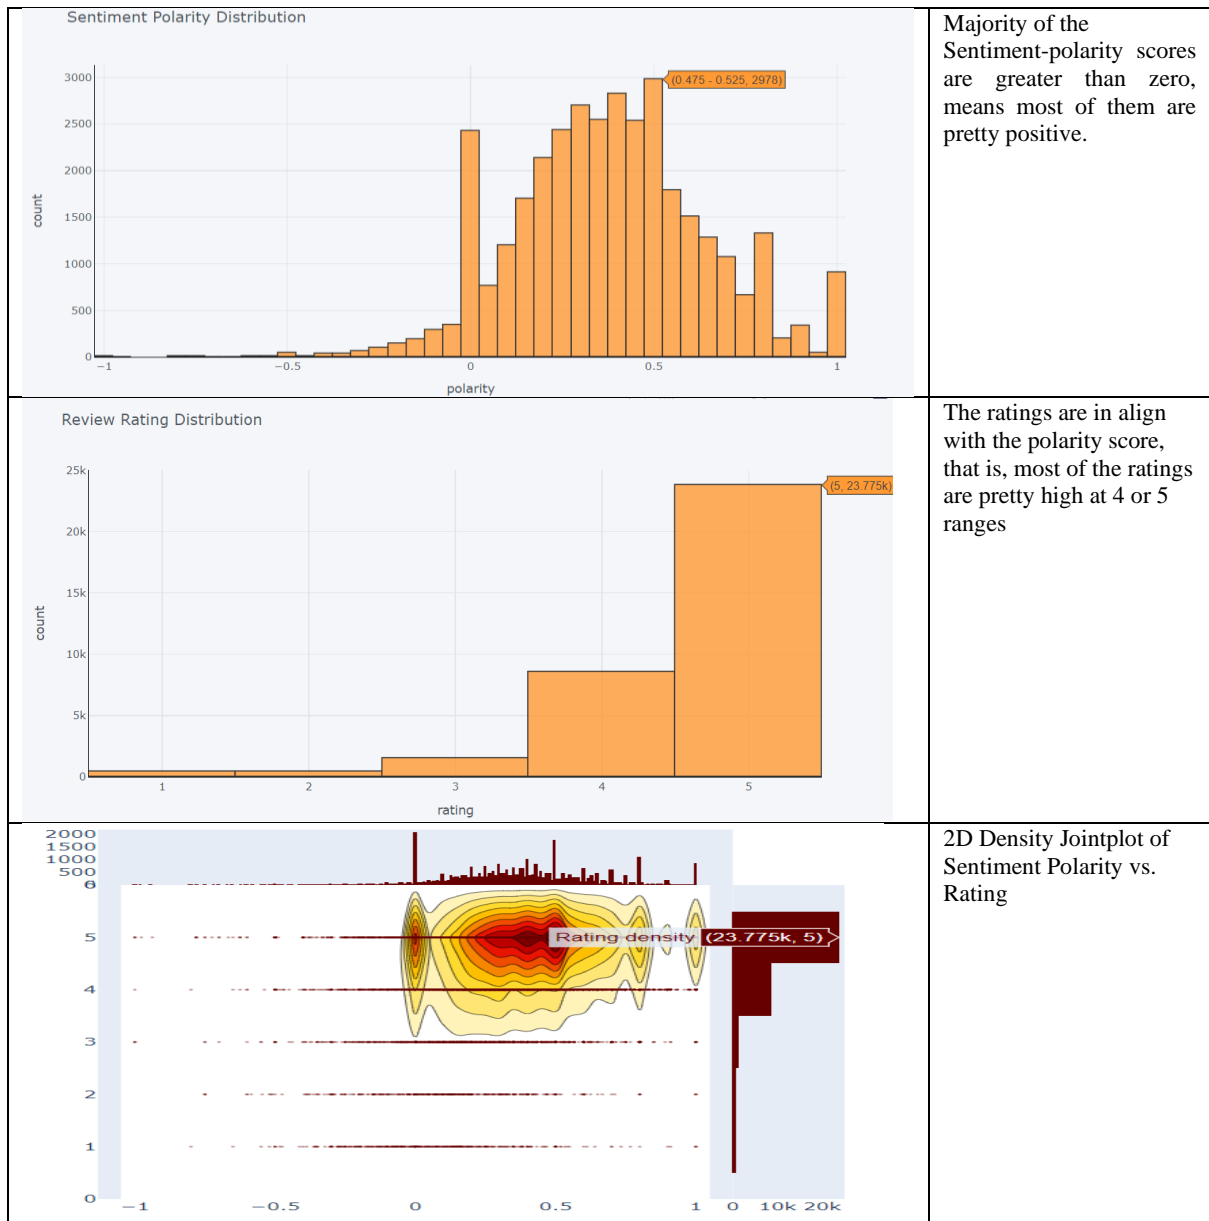 Sentiment Polarity Distribution
3000
2500
2000
1500
1000
500
0
count
(0.475 - 0.525, 2978)
−1
−0.5
0
0.5
1
polarity
Majority of the
Sentiment-polarity scores
are greater than zero,
means most of them are
pretty positive.
Review Rating Distribution
25k
20k
15k
10k
5k
0
count
(5, 23.775k)
1
2
3
4
5
rating
The ratings are in align
with the polarity score,
that is, most of the ratings
are pretty high at 4 or 5
ranges
2000
1500
1000
500
5
4
3
2
1
0
Rating density (23.775k, 5)
−1
−0.5
0
0.5
1
0
10k
20k
2D Density Jointplot of
Sentiment Polarity vs.
Rating